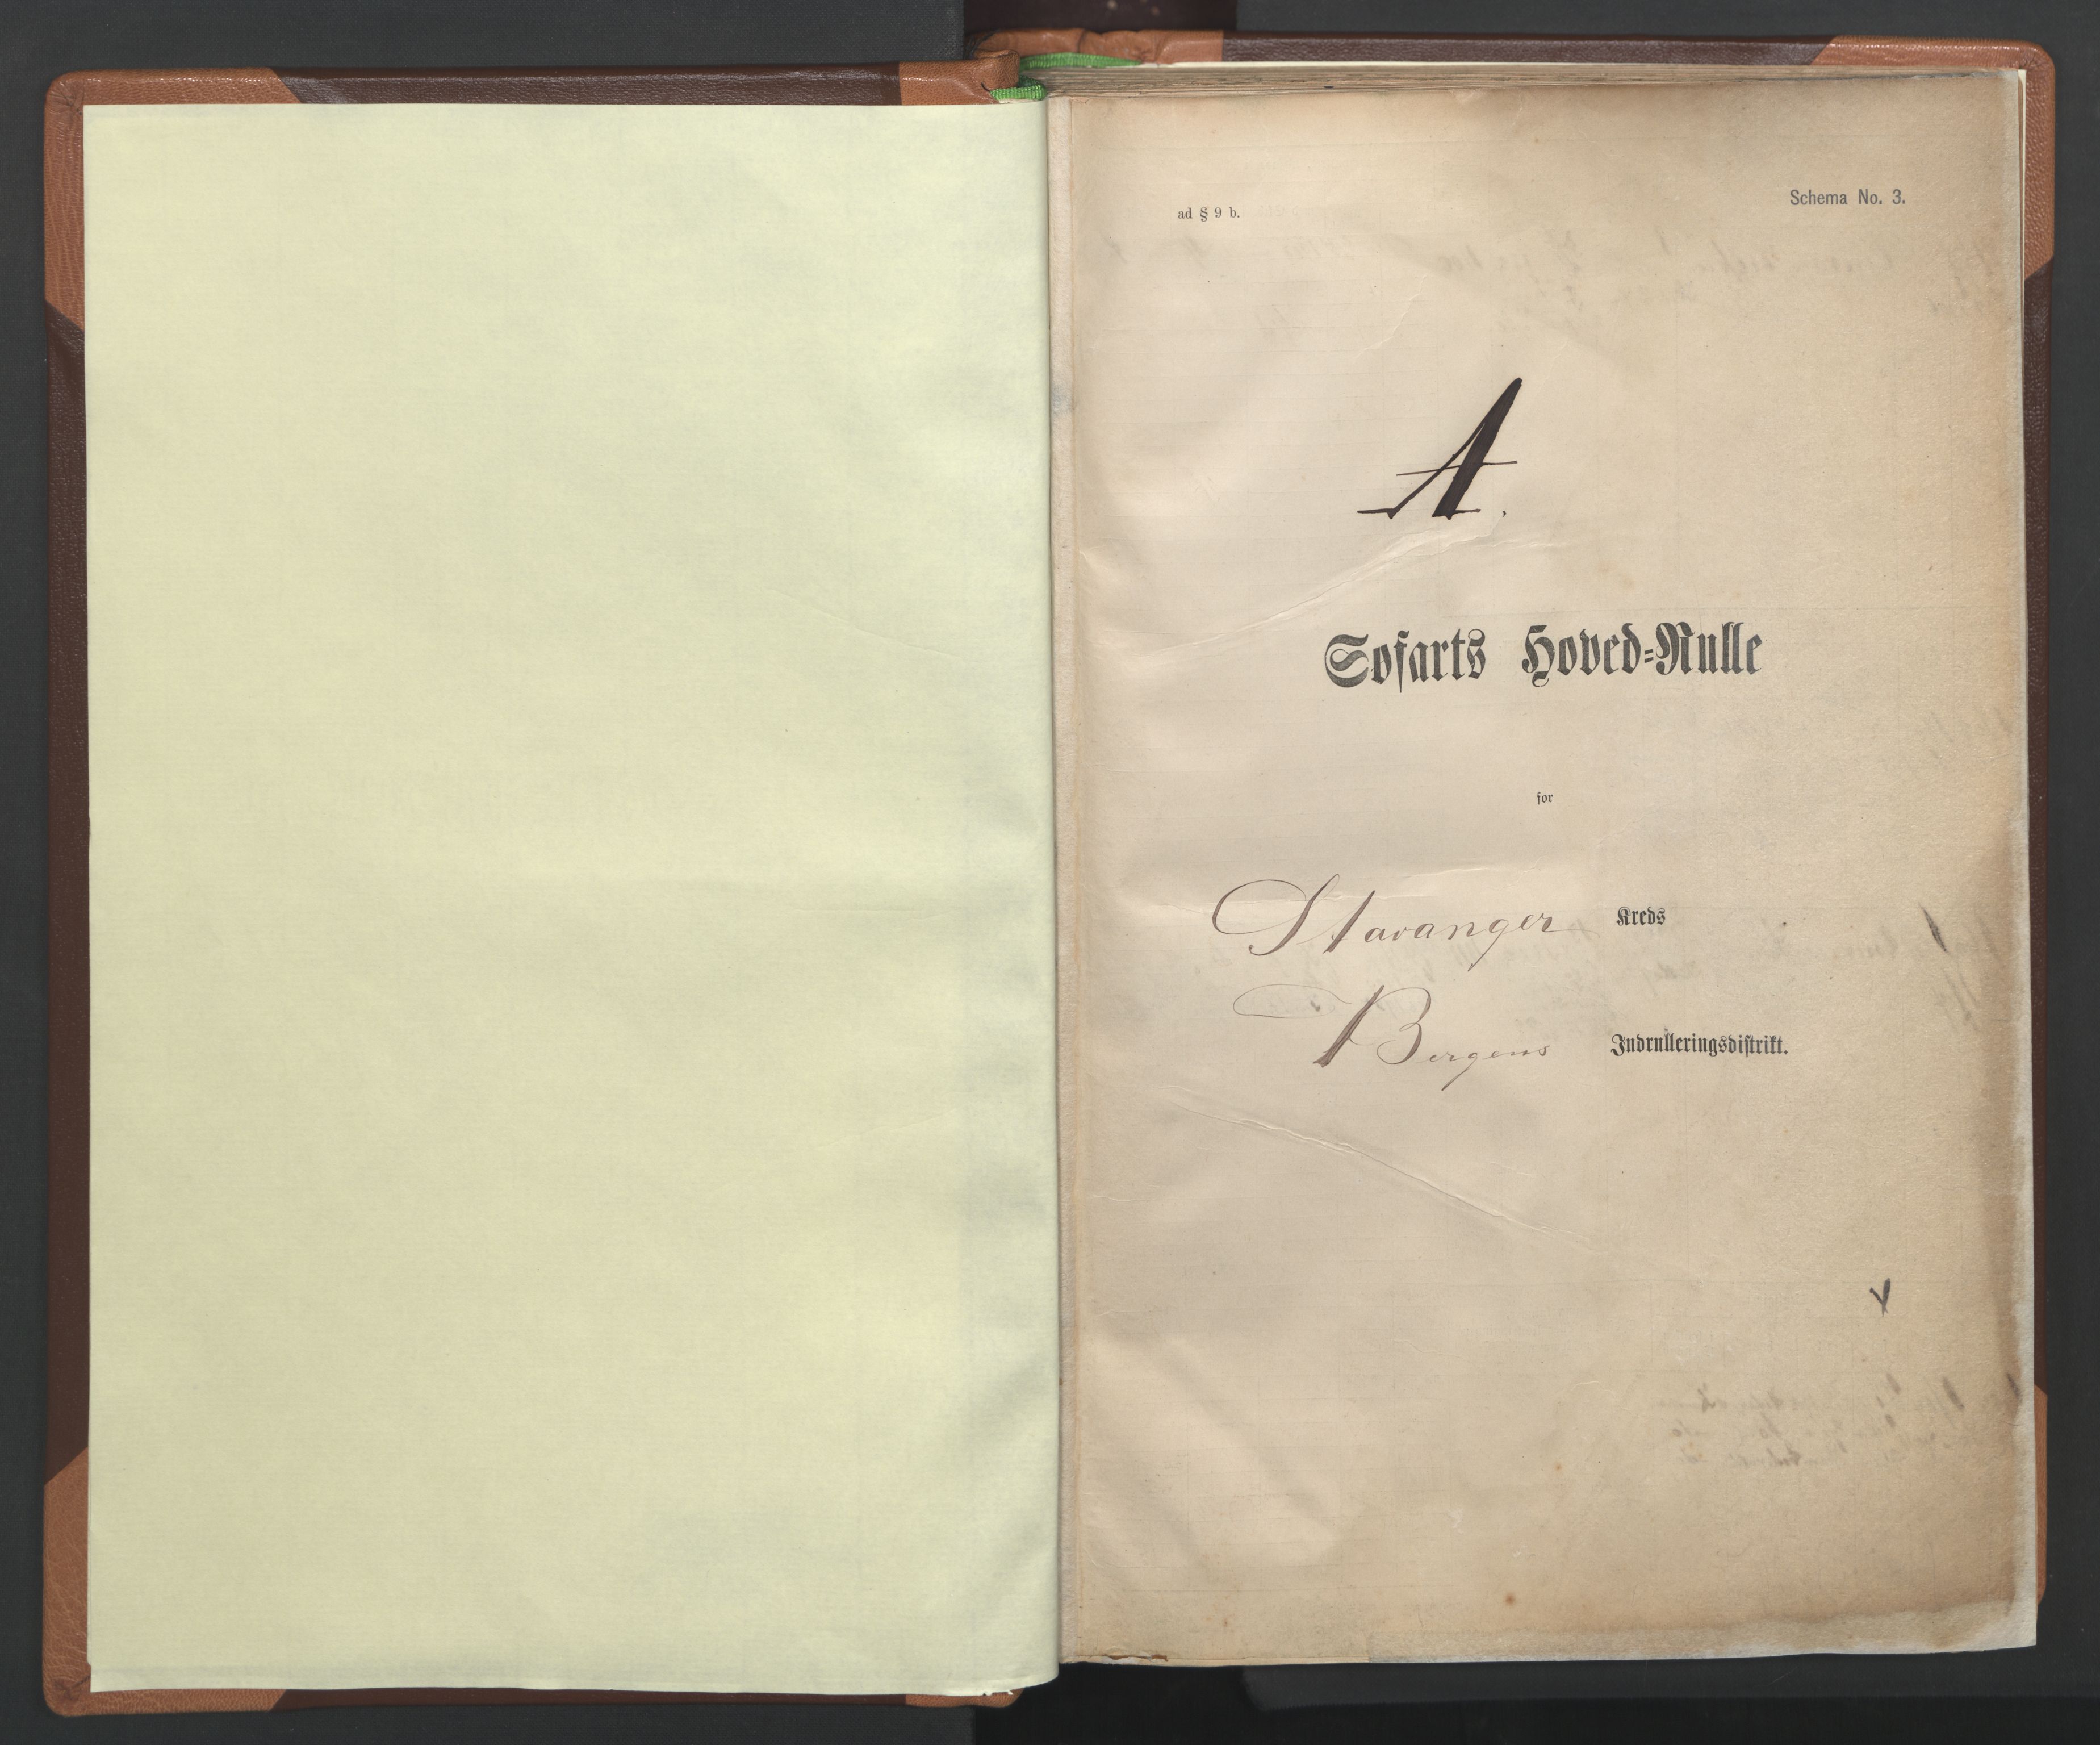 ad § 9 b.
Schema No. 3.
A.
Søfarts Hoved-Rulle
for
Stavanger Kreds
Bergens Indrulleringsdistrikt.